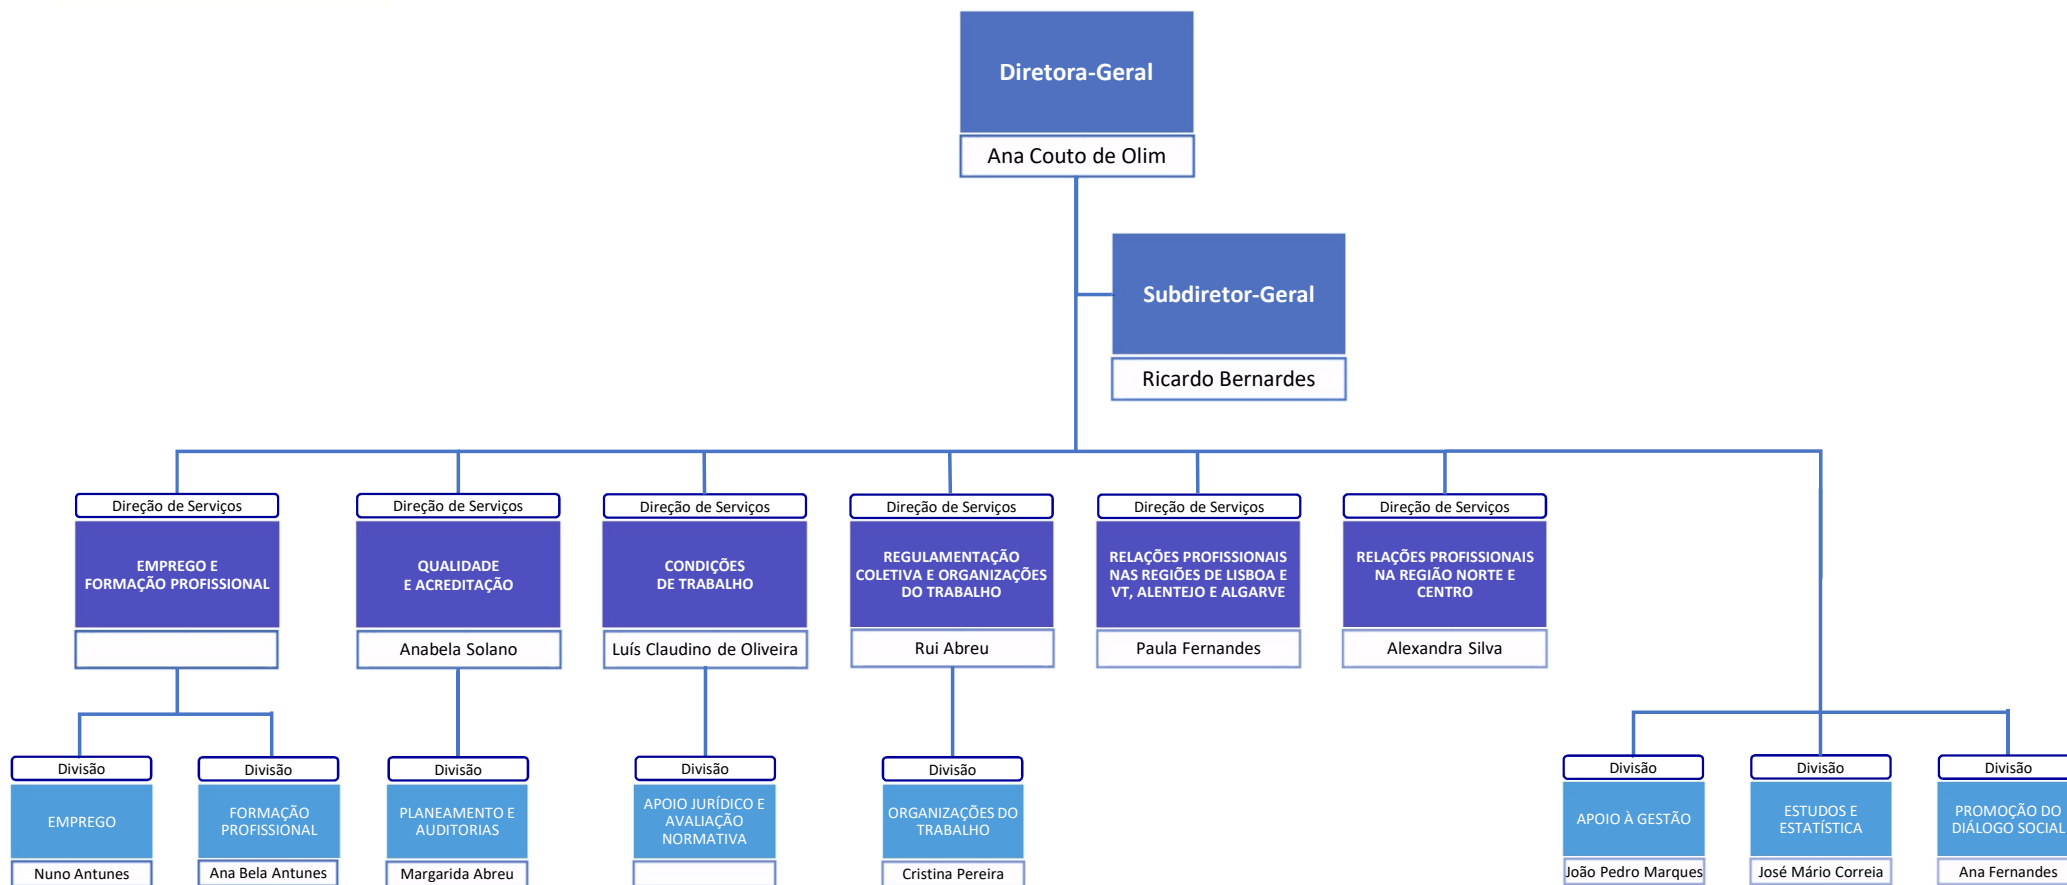 Diretora-Geral
Ana Couto de Olim
Subdiretor-Geral
Ricardo Bernardes
Direção de Serviços
EMPREGO E
FORMAÇÃO PROFISSIONAL
Direção de Serviços
QUALIDADE
E ACREDITAÇÃO
Anabela Solano
Direção de Serviços
CONDIÇÕES
DE TRABALHO
Luís Claudino de Oliveira
Direção de Serviços
REGULAMENTAÇÃO
COLETIVA E ORGANIZAÇÕES
DO TRABALHO
Rui Abreu
Direção de Serviços
RELAÇÕES PROFISSIONAIS
NAS REGIÕES DE LISBOA E
VT, ALENTEJO E ALGARVE
Paula Fernandes
Direção de Serviços
RELAÇÕES PROFISSIONAIS
NA REGIÃO NORTE E
CENTRO
Alexandra Silva
Divisão
EMPREGO
Nuno Antunes
Divisão
FORMAÇÃO
PROFISSIONAL
Ana Bela Antunes
Divisão
PLANEAMENTO E
AUDITORIAS
Margarida Abreu
Divisão
APOIO JURÍDICO E
AVALIAÇÃO
NORMATIVA
Divisão
ORGANIZAÇÕES DO
TRABALHO
Cristina Pereira
Divisão
APOIO À GESTÃO
João Pedro Marques
Divisão
ESTUDOS E
ESTATÍSTICA
José Mário Correia
Divisão
PROMOÇÃO DO
DIÁLOGO SOCIAL
Ana Fernandes